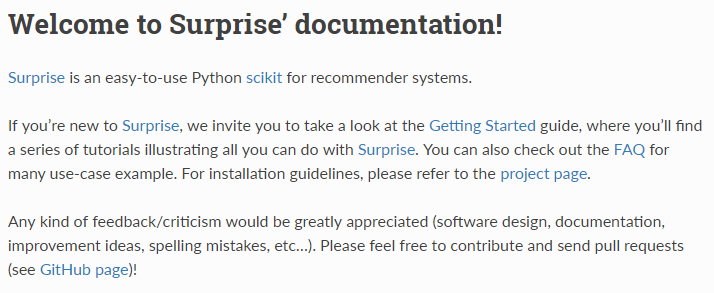 Welcome to Surprise’ documentation!
Surprise is an easy-to-use Python scikit for recommender systems.
If you’re new to Surprise, we invite you to take a look at the Getting Started guide, where you’ll find
a series of tutorials illustrating all you can do with Surprise. You can also check out the FAQ for
many use-case example. For installation guidelines, please refer to the project page.
Any kind of feedback/criticism would be greatly appreciated (software design, documentation,
improvement ideas, spelling mistakes, etc…). Please feel free to contribute and send pull requests
(see GitHub page)!